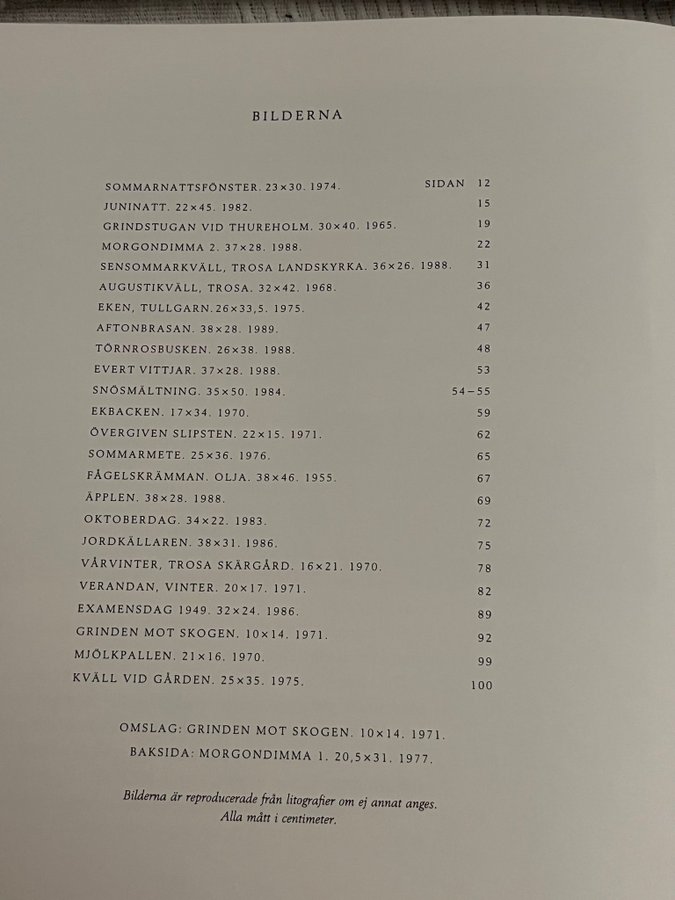 BILDERNA
SOMMARNATTSFÖNSTER. 23×30. 1974. SIDAN 12
JUNINATT. 22×45. 1982. 15
GRINDSTUGAN VID THUREHOLM. 30×40. 1965. 19
MORGONDIMMA 2. 37×28. 1988. 22
SENSOMMARKVÄLL, TROSA LANDSKYRKA. 36×26. 1988. 31
AUGUSTIKVÄLL, TROSA. 32×42. 1968. 36
EKEN, TULLGARN. 26×33,5. 1975. 42
AFTONBRASAN. 38×28. 1989. 47
TÖRNROSBUSKEN. 26×38. 1988. 48
EVERT VITTJAR. 37×28. 1988. 53
SNÖSMÄLTNING. 35×50. 1984. 54–55
EKBACKEN. 17×34. 1970. 59
ÖVERGIVEN SLIPSTEN. 22×15. 1971. 62
SOMMARMETE. 25×36. 1976. 65
FÅGELSKRÄMMAN. OLJA. 38×46. 1955. 67
ÄPPLEN. 38×28. 1988. 69
OKTOBERDAG. 34×22. 1983. 72
JORDKÄLLAREN. 38×31. 1986. 75
VÅRVINTER, TROSA SKÄRGÅRD. 16×21. 1970. 78
VERANDAN, VINTER. 20×17. 1971. 82
EXAMENSDAG 1949. 32×24. 1986. 89
GRINDEN MOT SKOGEN. 10×14. 1971. 92
MJÖLKPALLEN. 21×16. 1970. 99
KVÄLL VID GÅRDEN. 25×35. 1975. 100
OMSLAG: GRINDEN MOT SKOGEN. 10×14. 1971.
BAKSIDA: MORGONDIMMA 1. 20,5×31. 1977.
Bilderna är reproducerade från litografier om ej annat anges.
Alla mått i centimeter.